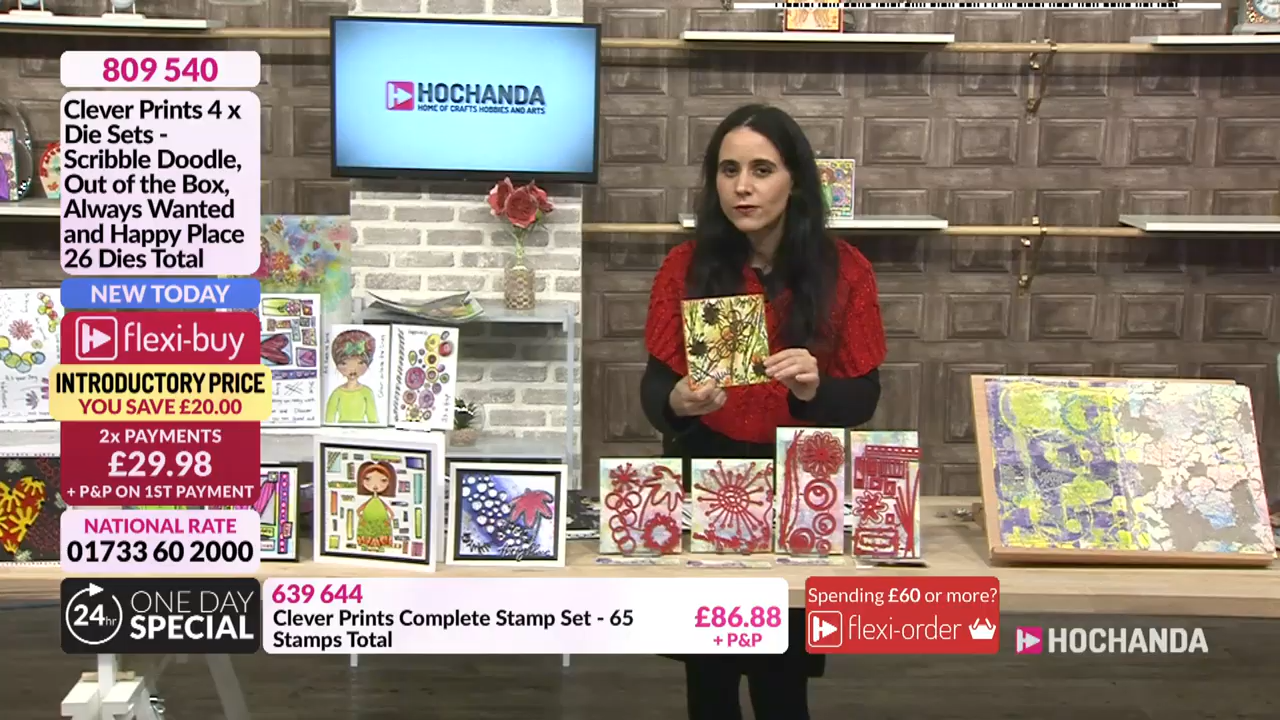 809 540
Clever Prints 4 x
Die Sets -
Scribble Doodle,
Out of the Box,
Always Wanted
and Happy Place
26 Dies Total
NEW TODAY
flexi-buy
INTRODUCTORY PRICE
YOU SAVE £20.00
2x PAYMENTS
£29.98
+ P&P ON 1ST PAYMENT
NATIONAL RATE
01733 60 2000
HOCHANDA
HOME OF CRAFTS HOBBIES AND ARTS
24hr
ONE DAY
SPECIAL
639 644
Clever Prints Complete Stamp Set - 65
Stamps Total
£86.88
+ P&P
Spending £60 or more?
flexi-order
HOCHANDA